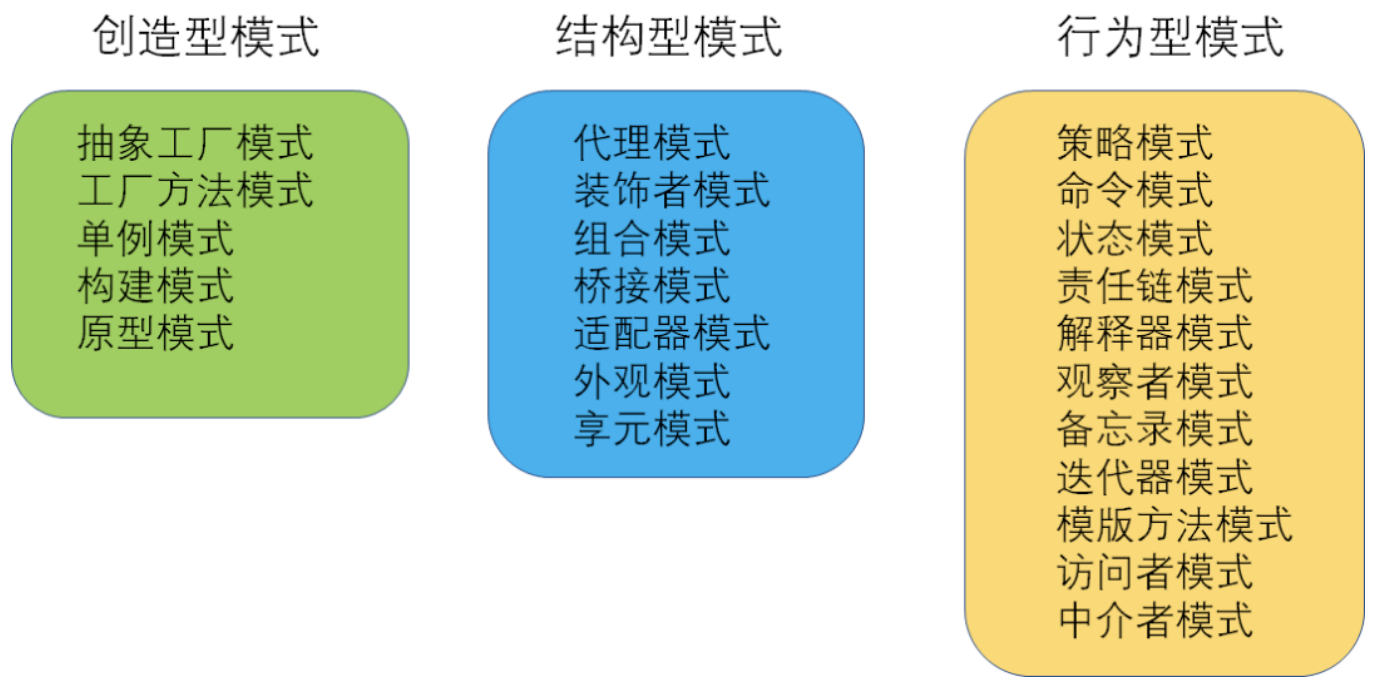 创造型模式
抽象工厂模式
工厂方法模式
单例模式
构建模式
原型模式
结构型模式
代理模式
装饰者模式
组合模式
桥接模式
适配器模式
外观模式
享元模式
行为型模式
策略模式
命令模式
状态模式
责任链模式
解释器模式
观察者模式
备忘录模式
迭代器模式
模版方法模式
访问者模式
中介者模式